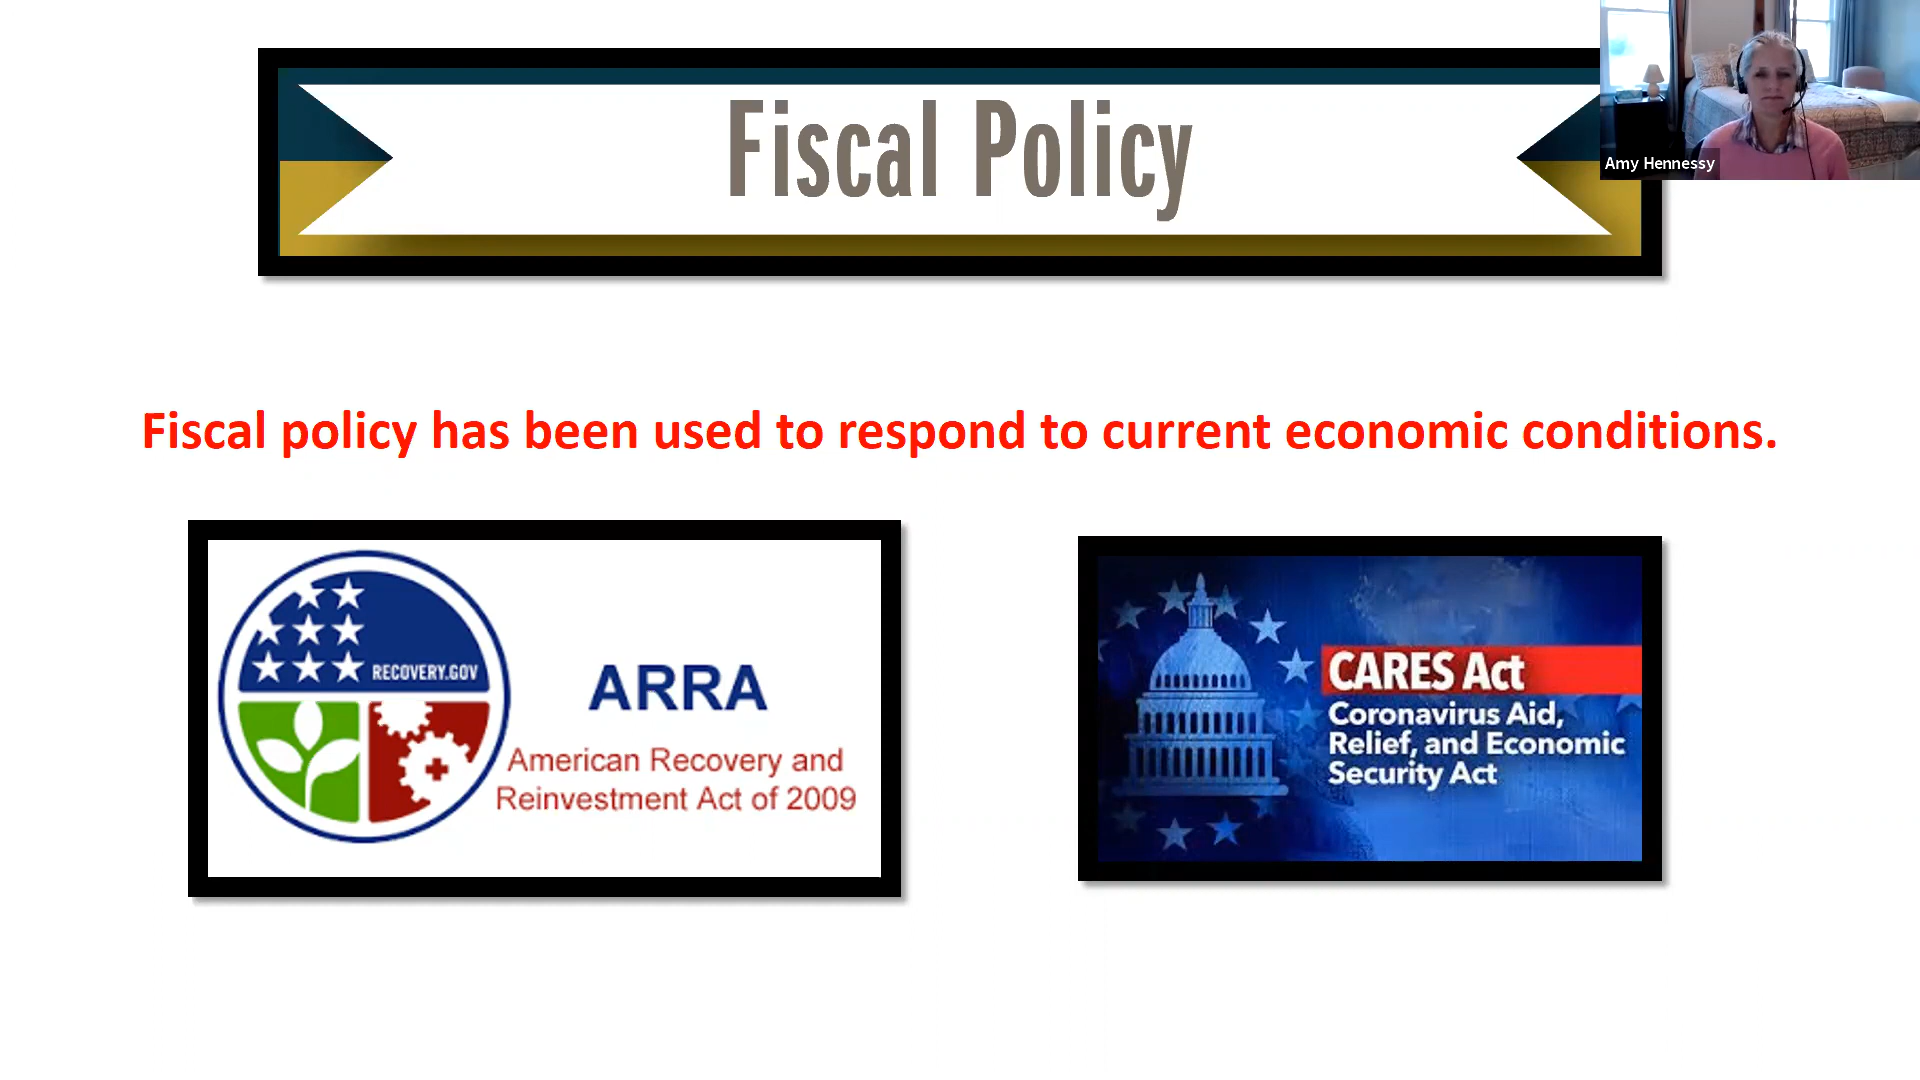 Fiscal Policy
Amy Hennessy
Fiscal policy has been used to respond to current economic conditions.
RECOVERY.GOV
ARRA
American Recovery and
Reinvestment Act of 2009
CARES Act
Coronavirus Aid,
Relief, and Economic
Security Act